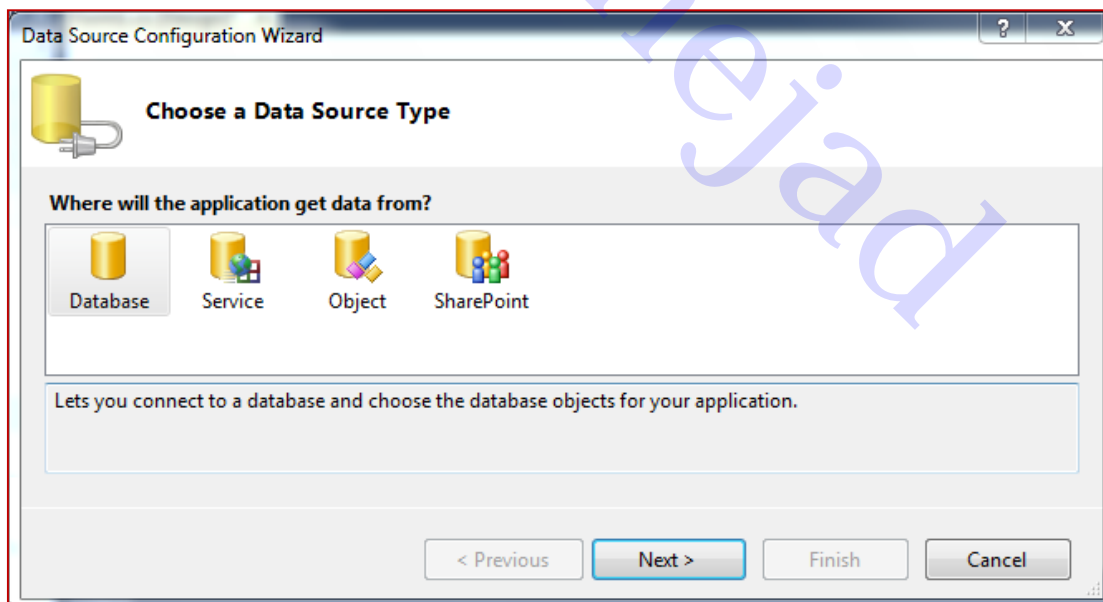 Data Source Configuration Wizard
Choose a Data Source Type
Where will the application get data from?
Database Service Object SharePoint
Lets you connect to a database and choose the database objects for your application.
< Previous Next > Finish Cancel
nejad